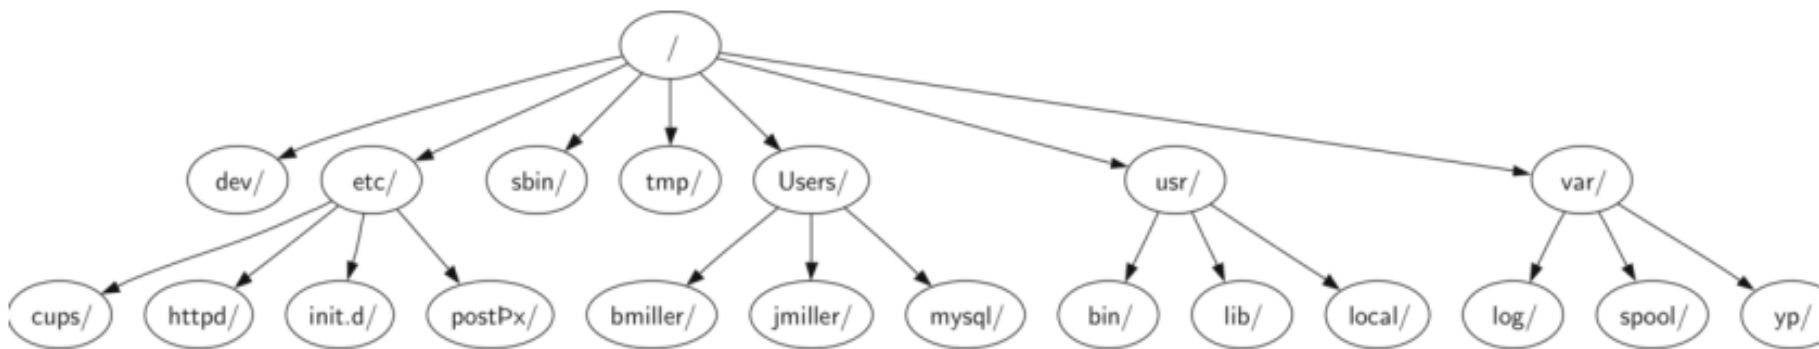 /
dev/ etc/ sbin/ tmp/ Users/ usr/ var/
cups/ httpd/ init.d/ postÞx/ bmiller/ jmiller/ mysql/ bin/ lib/ local/ log/ spool/ yp/